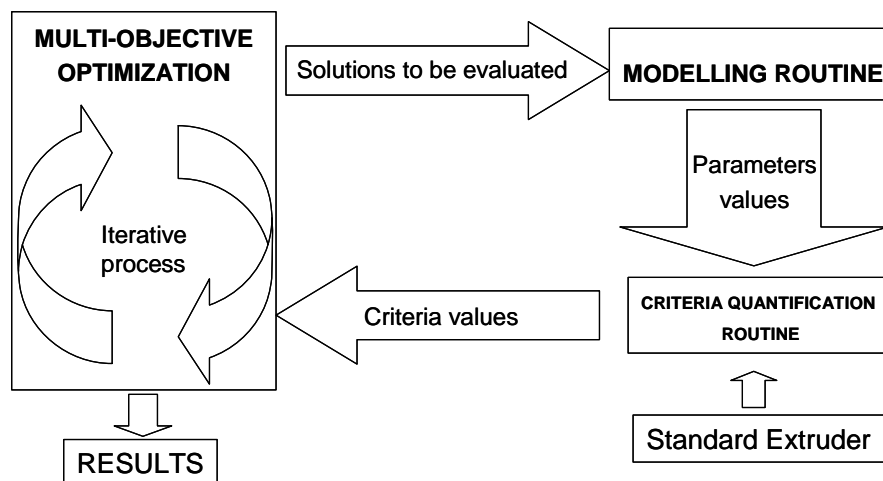 MULTI-OBJECTIVE
OPTIMIZATION
Solutions to be evaluated
MODELLING ROUTINE
Parameters
values
Iterative
process
Criteria values
CRITERIA QUANTIFICATION
ROUTINE
Standard Extruder
RESULTS